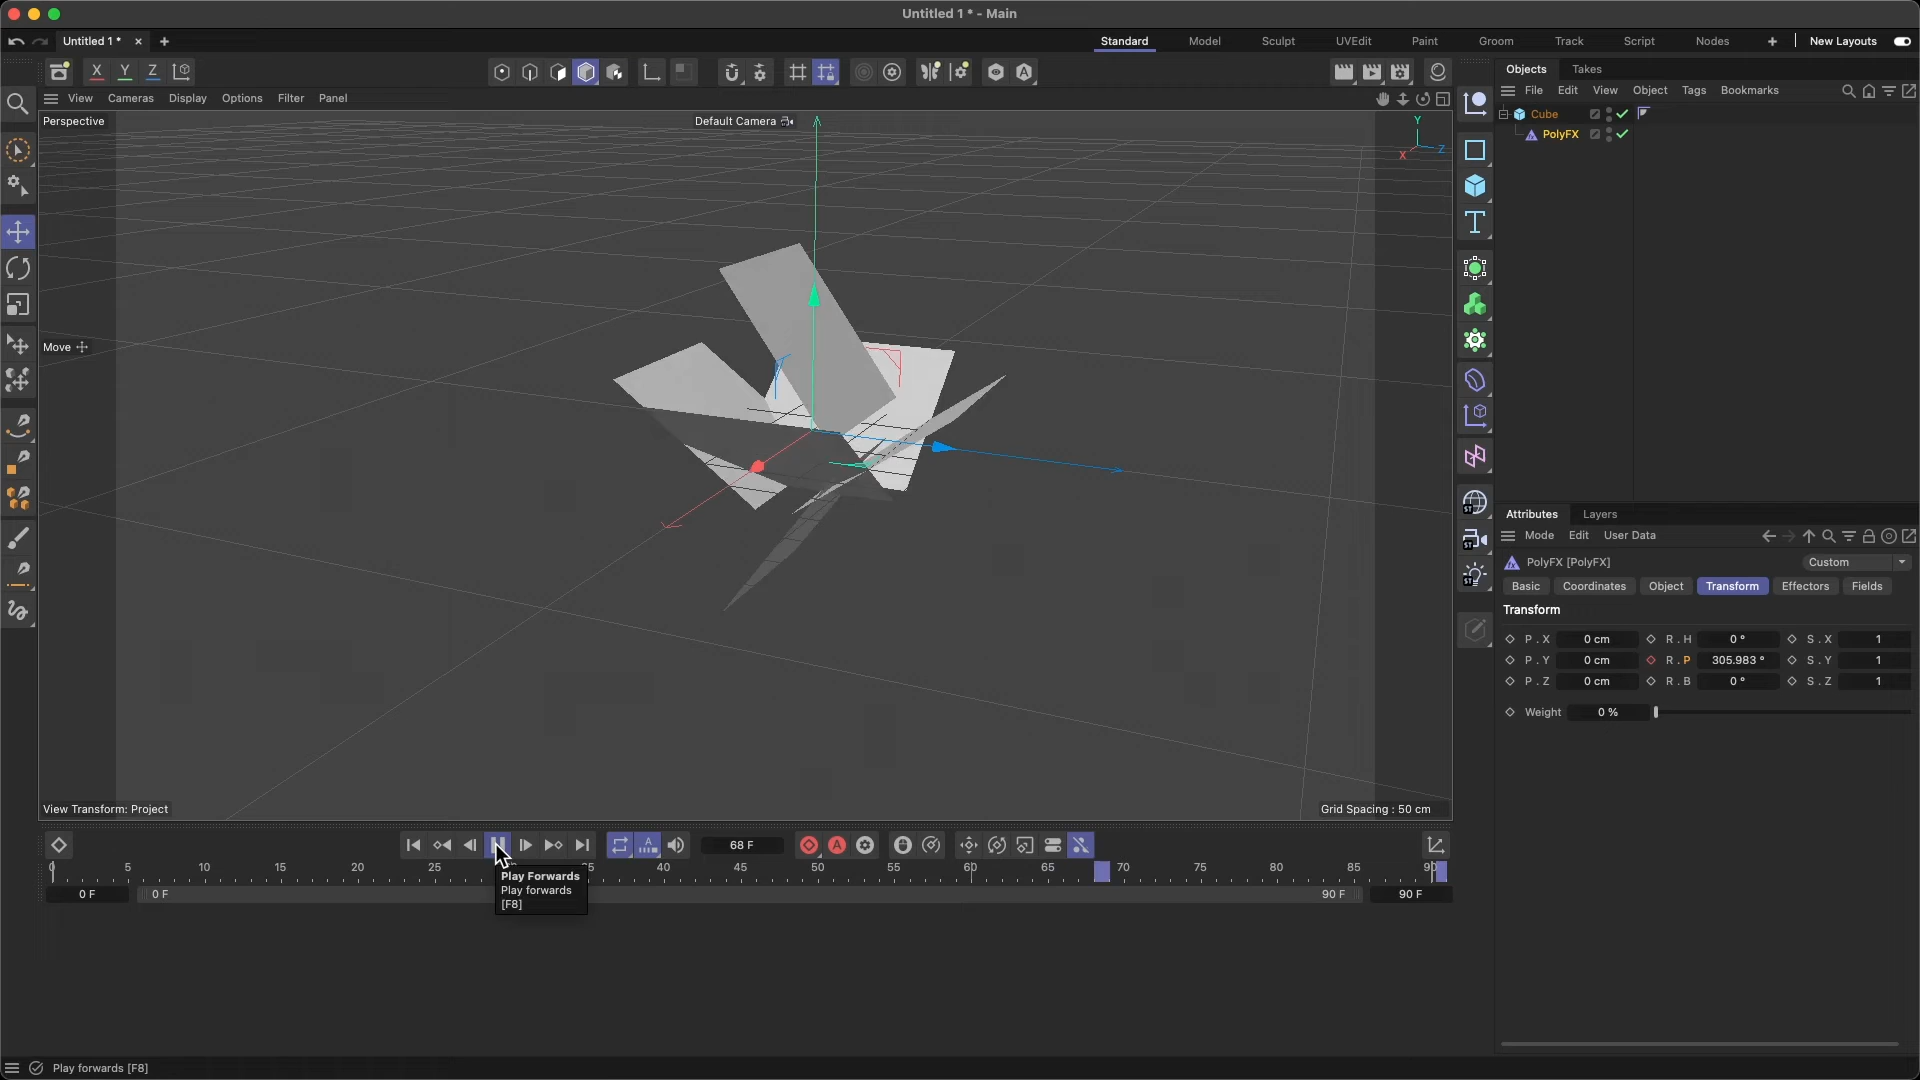 Untitled 1 * - Main
Untitled 1 *
Standard Model Sculpt UVEdit Paint Groom Track Script Nodes New Layouts
X Y Z
Objects Takes
View Cameras Display Options Filter Panel
File Edit View Object Tags Bookmarks
Perspective
Default Camera
Y
X
Z
Cube
PolyFX
Move
Attributes Layers
Mode Edit User Data
PolyFX [PolyFX]
Custom
Basic Coordinates Object Transform Effectors Fields
Transform
P . X 0 cm R . H 0 ° S . X 1
P . Y 0 cm R . P 305.983 ° S . Y 1
P . Z 0 cm R . B 0 ° S . Z 1
Weight 0 %
View Transform: Project
Grid Spacing : 50 cm
68 F
0 5 10 15 20 25 35 40 45 50 55 60 65 70 75 80 85 90
0 F 0 F 90 F 90 F
Play Forwards
Play forwards
[F8]
Play forwards [F8]